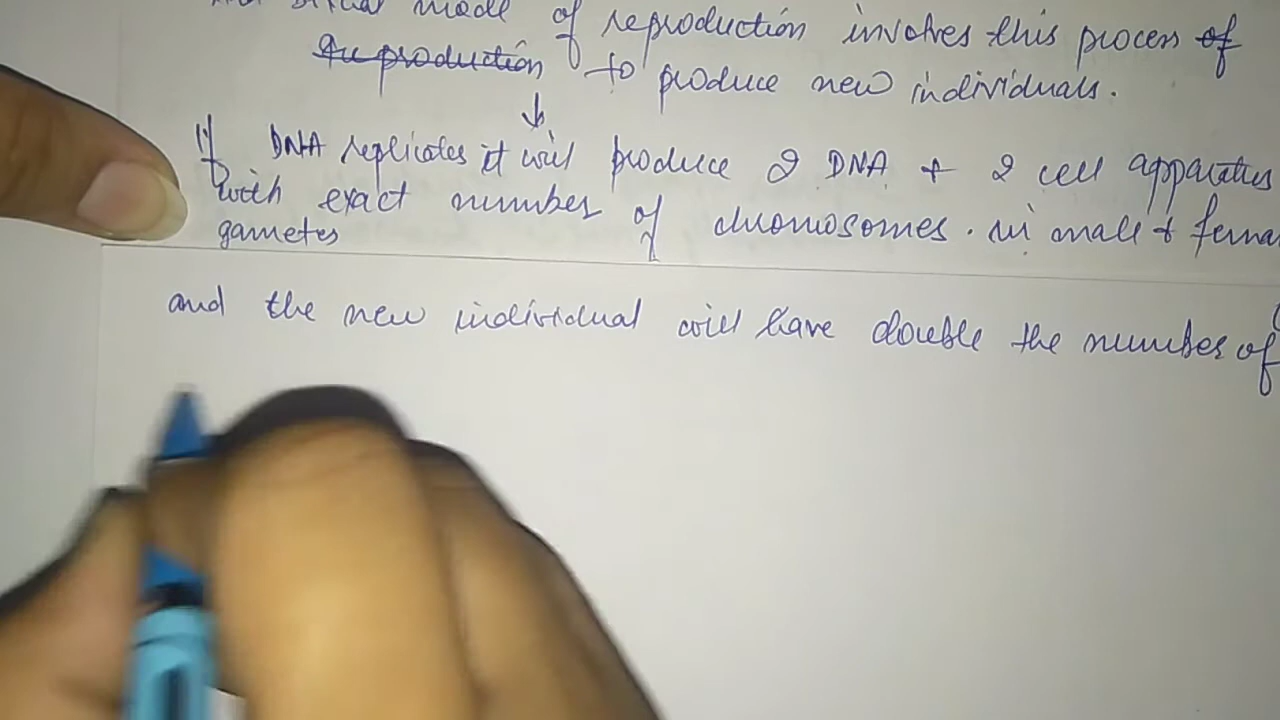 mode of reproduction involves this process of
production to produce new individuals.
If DNA replicates it will produce 2 DNA + 2 cell apparatus
with exact number of chromosomes. in male & fema
gametes
and the new individual will have double the number of